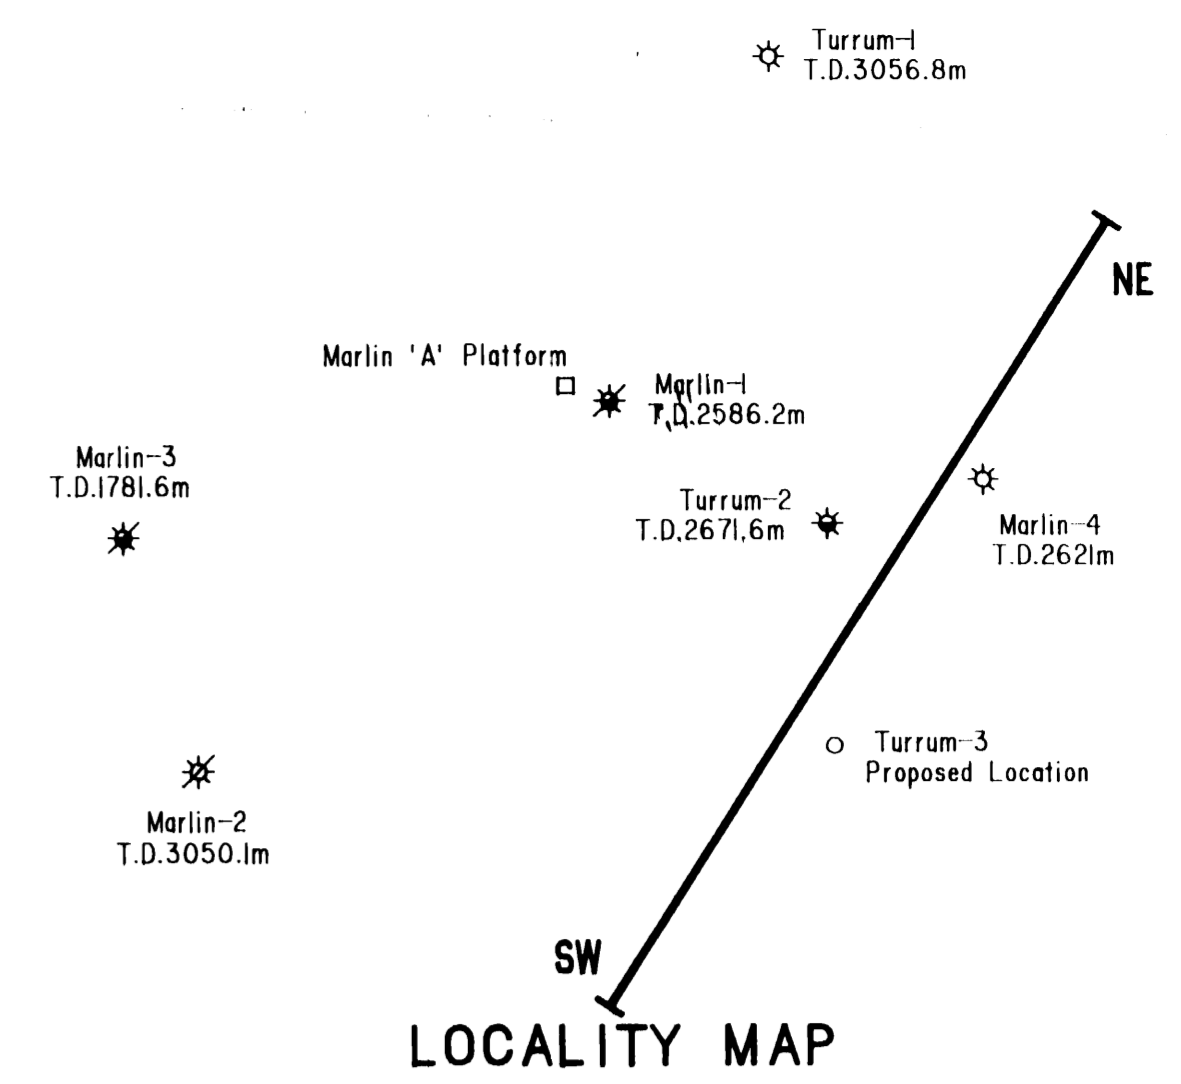 Turrum-1
T.D.3056.8m
NE
Marlin 'A' Platform
Marlin-1
T.D.2586.2m
Marlin-3
T.D.1781.6m
Turrum-2
T.D.2671.6m
Marlin-4
T.D.2621m
Turrum-3
Proposed Location
Marlin-2
T.D.3050.1m
SW
LOCALITY MAP